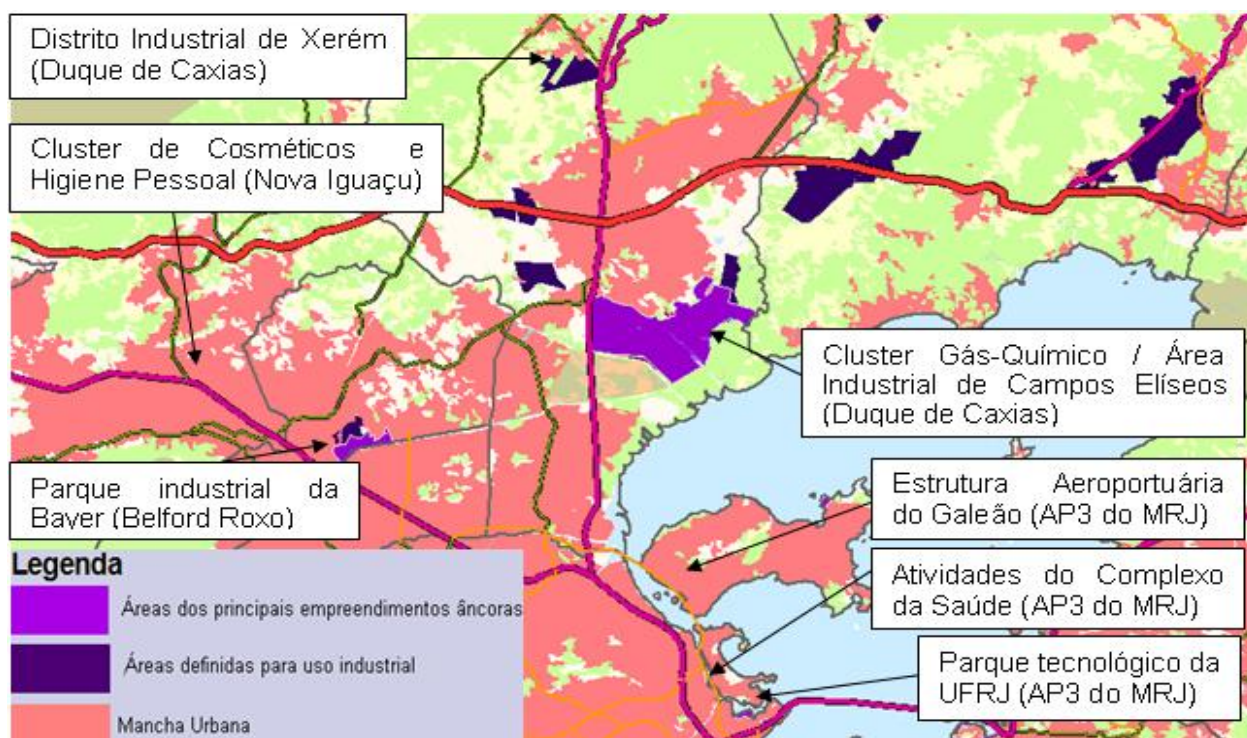 Distrito Industrial de Xerém
(Duque de Caxias)
Cluster de Cosméticos e
Higiene Pessoal (Nova Iguaçu)
Cluster Gás-Químico / Área
Industrial de Campos Elíseos
(Duque de Caxias)
Parque industrial da
Bayer (Belford Roxo)
Estrutura Aeroportuária
do Galeão (AP3 do MRJ)
Atividades do Complexo
da Saúde (AP3 do MRJ)
Parque tecnológico da
UFRJ (AP3 do MRJ)
Legenda
Áreas dos principais empreendimentos âncoras
Áreas definidas para uso industrial
Mancha Urbana